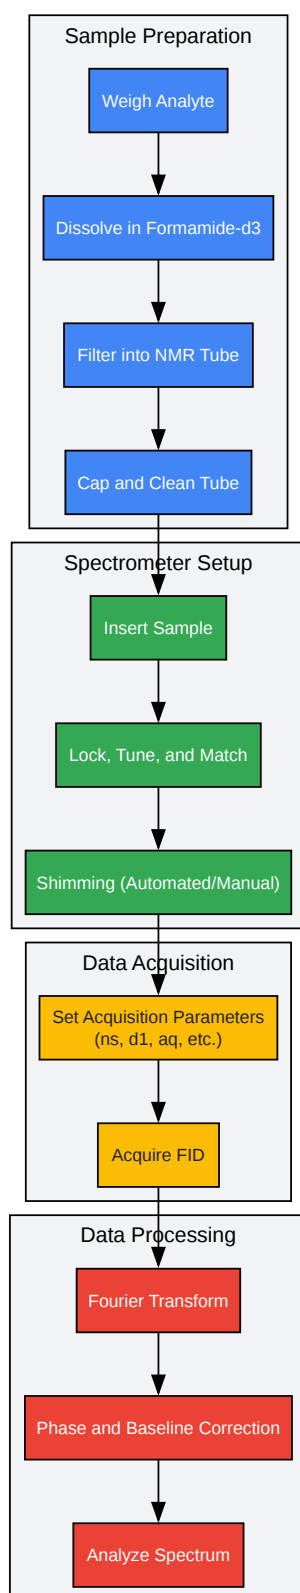 Sample Preparation
Weigh Analyte
Dissolve in Formamide-d3
Filter into NMR Tube
Cap and Clean Tube
Spectrometer Setup
Insert Sample
Lock, Tune, and Match
Shimming (Automated/Manual)
Data Acquisition
Set Acquisition Parameters
(ns, d1, aq, etc.)
Acquire FID
Data Processing
Fourier Transform
Phase and Baseline Correction
Analyze Spectrum